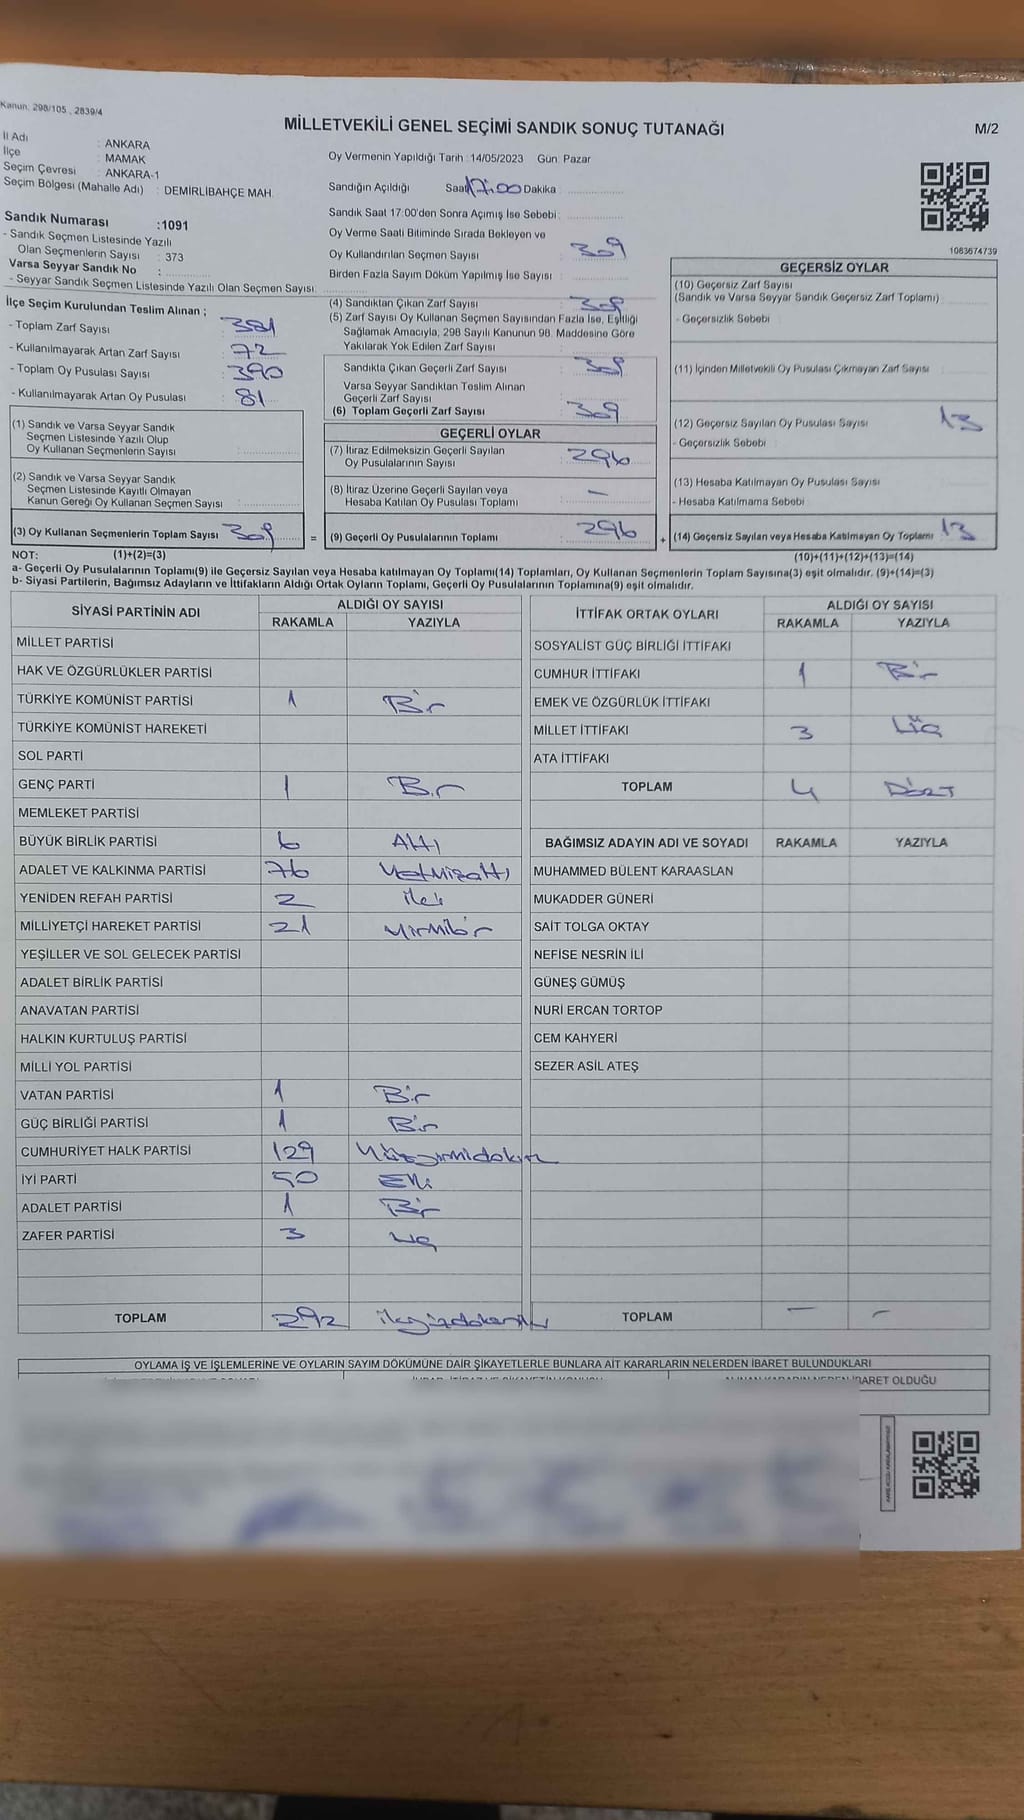 Kanun: 298/105 , 2839/4
MİLLETVEKİLİ GENEL SEÇİMİ SANDIK SONUÇ TUTANAĞI
M/2
İl Adı : ANKARA
İlçe : MAMAK
Seçim Çevresi : ANKARA-1
Seçim Bölgesi (Mahalle Adı) : DEMİRLİBAHÇE MAH.
Sandık Numarası :1091
- Sandık Seçmen Listesinde Yazılı
Olan Seçmenlerin Sayısı : 373
Varsa Seyyar Sandık No :
- Seyyar Sandık Seçmen Listesinde Yazılı Olan Seçmen Sayısı:
İlçe Seçim Kurulundan Teslim Alınan ;
- Toplam Zarf Sayısı : 381
- Kullanılmayarak Artan Zarf Sayısı : 72
- Toplam Oy Pusulası Sayısı : 390
- Kullanılmayarak Artan Oy Pusulası : 81
(1) Sandık ve Varsa Seyyar Sandık
Seçmen Listesinde Yazılı Olup
Oy Kullanan Seçmenlerin Sayısı :
(2) Sandık ve Varsa Seyyar Sandık
Seçmen Listesinde Kayıtlı Olmayan
Kanun Gereği Oy Kullanan Seçmen Sayısı :
(3) Oy Kullanan Seçmenlerin Toplam Sayısı 309
Oy Vermenin Yapıldığı Tarih : 14/05/2023 Gün: Pazar
Sandığın Açıldığı Saat 17:00 Dakika
Sandık Saat 17:00'den Sonra Açımış İse Sebebi:
Oy Verme Saati Bitiminde Sırada Bekleyen ve
Oy Kullandırılan Seçmen Sayısı : 309
Birden Fazla Sayım Döküm Yapılmış İse Sayısı :
(4) Sandıktan Çıkan Zarf Sayısı : 309
(5) Zarf Sayısı Oy Kullanan Seçmen Sayısından Fazla İse, Eşitliği
Sağlamak Amacıyla, 298 Sayılı Kanunun 98. Maddesine Göre
Yakılarak Yok Edilen Zarf Sayısı :
Sandıkta Çıkan Geçerli Zarf Sayısı : 309
Varsa Seyyar Sandıktan Teslim Alınan
Geçerli Zarf Sayısı :
(6) Toplam Geçerli Zarf Sayısı : 309
GEÇERLİ OYLAR
(7) İtiraz Edilmeksizin Geçerli Sayılan
Oy Pusulalarının Sayısı : 296
(8) İtiraz Üzerine Geçerli Sayılan veya
Hesaba Katılan Oy Pusulası Toplamı : -
= (9) Geçerli Oy Pusulalarının Toplamı : 296
1083674739
GEÇERSİZ OYLAR
(10) Geçersiz Zarf Sayısı
(Sandık ve Varsa Seyyar Sandık Geçersiz Zarf Toplamı)
- Geçersizlik Sebebi :
(11) İçinden Milletvekili Oy Pusulası Çıkmayan Zarf Sayısı
(12) Geçersiz Sayılan Oy Pusulası Sayısı 13
- Geçersizlik Sebebi :
(13) Hesaba Katılmayan Oy Pusulası Sayısı
- Hesaba Katılmama Sebebi :
+ (14) Geçersiz Sayılan veya Hesaba Katılmayan Oy Toplamı 13
NOT: (1)+(2)=(3) (10)+(11)+(12)+(13)=(14)
a- Geçerli Oy Pusulalarının Toplamı(9) ile Geçersiz Sayılan veya Hesaba katılmayan Oy Toplamı(14) Toplamları, Oy Kullanan Seçmenlerin Toplam Sayısına(3) eşit olmalıdır. (9)+(14)=(3)
b- Siyasi Partilerin, Bağımsız Adayların ve İttifakların Aldığı Ortak Oyların Toplamı, Geçerli Oy Pusulalarının Toplamına(9) eşit olmalıdır.
SİYASİ PARTİNİN ADI ALDIĞI OY SAYISI
RAKAMLA YAZIYLA
MİLLET PARTİSİ
HAK VE ÖZGÜRLÜKLER PARTİSİ
TÜRKİYE KOMÜNİST PARTİSİ 1 Bir
TÜRKİYE KOMÜNİST HAREKETİ
SOL PARTİ
GENÇ PARTİ 1 Bir
MEMLEKET PARTİSİ
BÜYÜK BİRLİK PARTİSİ 6 Altı
ADALET VE KALKINMA PARTİSİ 76 Yetmişaltı
YENİDEN REFAH PARTİSİ 2 İki
MİLLİYETÇİ HAREKET PARTİSİ 21 Yirmibir
YEŞİLLER VE SOL GELECEK PARTİSİ
ADALET BİRLİK PARTİSİ
ANAVATAN PARTİSİ
HALKIN KURTULUŞ PARTİSİ
MİLLİ YOL PARTİSİ
VATAN PARTİSİ 1 Bir
GÜÇ BİRLİĞİ PARTİSİ 1 Bir
CUMHURİYET HALK PARTİSİ 129 Yüzyirmidokuz
İYİ PARTİ 50 Elli
ADALET PARTİSİ 1 Bir
ZAFER PARTİSİ 3 Üç
TOPLAM 292 ikiyüzdoksaniki
İTTİFAK ORTAK OYLARI ALDIĞI OY SAYISI
RAKAMLA YAZIYLA
SOSYALİST GÜÇ BİRLİĞİ İTTİFAKI
CUMHUR İTTİFAKI 1 Bir
EMEK VE ÖZGÜRLÜK İTTİFAKI
MİLLET İTTİFAKI 3 Üç
ATA İTTİFAKI
TOPLAM 4 Dört
BAĞIMSIZ ADAYIN ADI VE SOYADI RAKAMLA YAZIYLA
MUHAMMED BÜLENT KARAASLAN
MUKADDER GÜNERİ
SAİT TOLGA OKTAY
NEFİSE NESRİN İLİ
GÜNEŞ GÜMÜŞ
NURİ ERCAN TORTOP
CEM KAHYERİ
SEZER ASİL ATEŞ
TOPLAM - -
OYLAMA İŞ VE İŞLEMLERİNE VE OYLARIN SAYIM DÖKÜMÜNE DAİR ŞİKAYETLERLE BUNLARA AİT KARARLARIN NELERDEN İBARET BULUNDUKLARI
İBARET OLDUĞU